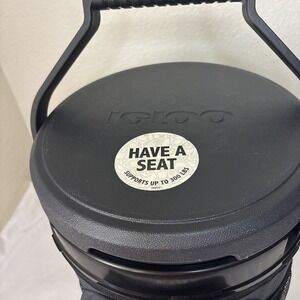 IGLOO
HAVE A
SEAT
SUPPORTS UP TO 300 LBS